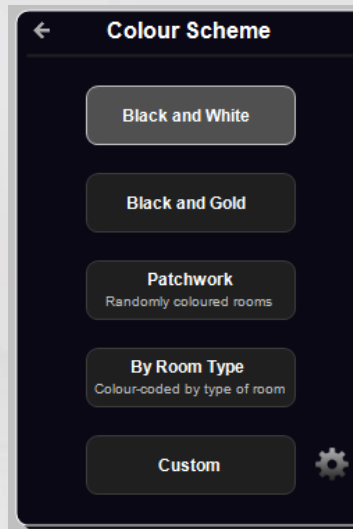 Colour Scheme
Black and White
Black and Gold
Patchwork
Randomly coloured rooms
By Room Type
Colour-coded by type of room
Custom